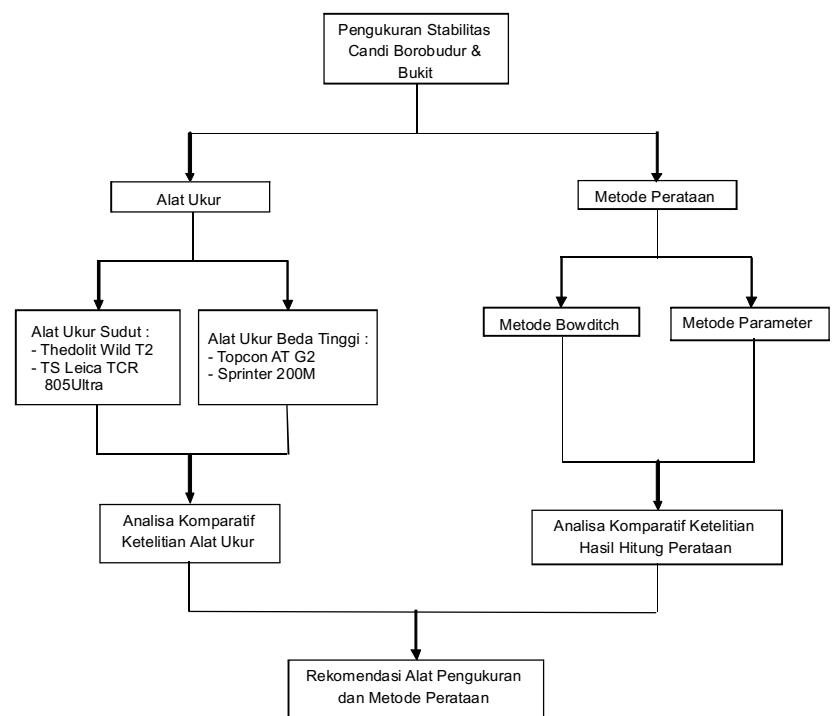 Pengukuran Stabilitas
Candi Borobudur &
Bukit
Alat Ukur
Metode Perataan
Alat Ukur Sudut :
- Thedolit Wild T2
- TS Leica TCR
805Ultra
Alat Ukur Beda Tinggi :
- Topcon AT G2
- Sprinter 200M
Metode Bowditch
Metode Parameter
Analisa Komparatif
Ketelitian Alat Ukur
Analisa Komparatif Ketelitian
Hasil Hitung Perataan
Rekomendasi Alat Pengukuran
dan Metode Perataan